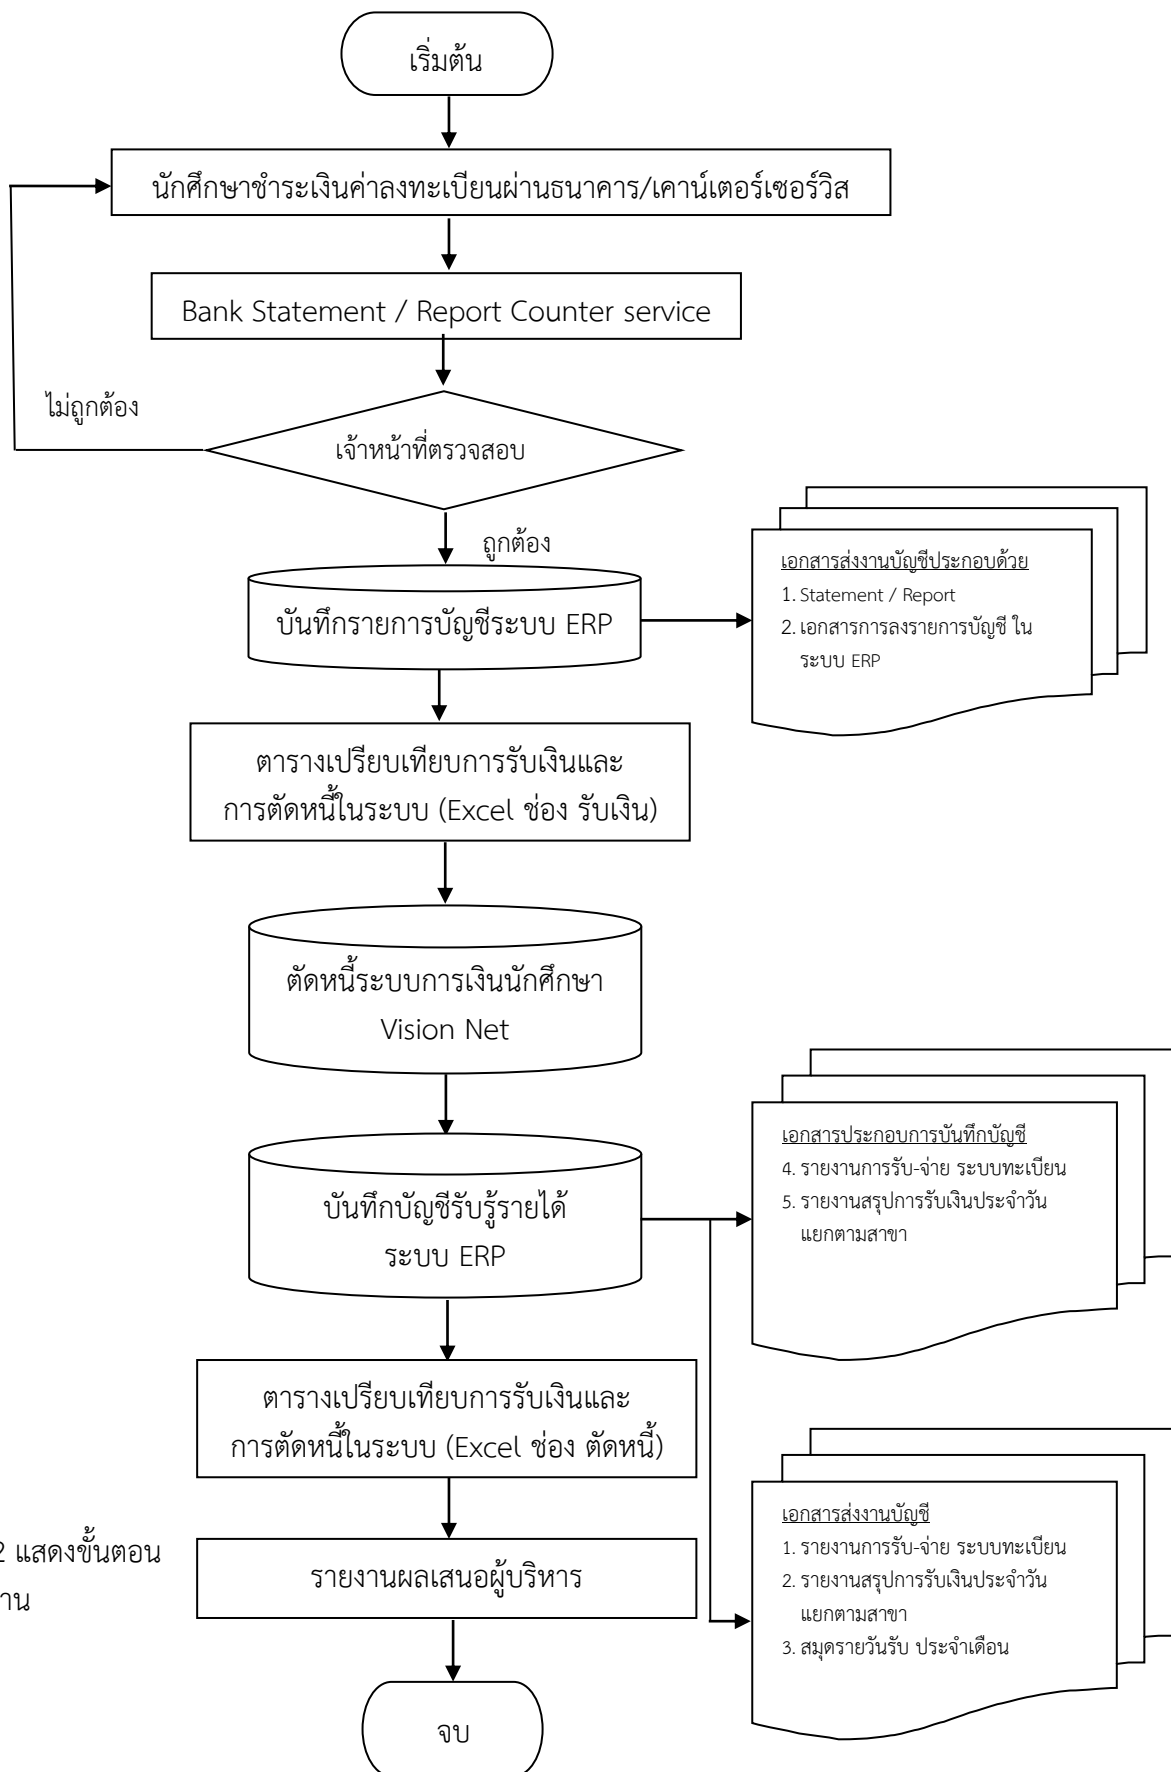 เริ่มต้น
นักศึกษาชำระเงินค่าลงทะเบียนผ่านธนาคาร/เคาน์เตอร์เซอร์วิส
Bank Statement / Report Counter service
ไม่ถูกต้อง
เจ้าหน้าที่ตรวจสอบ
ถูกต้อง
บันทึกรายการบัญชีระบบ ERP
เอกสารส่งงานบัญชีประกอบด้วย
1. Statement / Report
2. เอกสารการลงรายการบัญชี ใน
ระบบ ERP
ตารางเปรียบเทียบการรับเงินและ
การตัดหนี้ในระบบ (Excel ช่อง รับเงิน)
ตัดหนี้ระบบการเงินนักศึกษา
Vision Net
บันทึกบัญชีรับรู้รายได้
ระบบ ERP
เอกสารประกอบการบันทึกบัญชี
4. รายงานการรับ-จ่าย ระบบทะเบียน
5. รายงานสรุปการรับเงินประจำวัน
แยกตามสาขา
ตารางเปรียบเทียบการรับเงินและ
การตัดหนี้ในระบบ (Excel ช่อง ตัดหนี้)
เอกสารส่งงานบัญชี
1. รายงานการรับ-จ่าย ระบบทะเบียน
2. รายงานสรุปการรับเงินประจำวัน
แยกตามสาขา
3. สมุดรายวันรับ ประจำเดือน
2 แสดงขั้นตอน
าน
รายงานผลเสนอผู้บริหาร
จบ